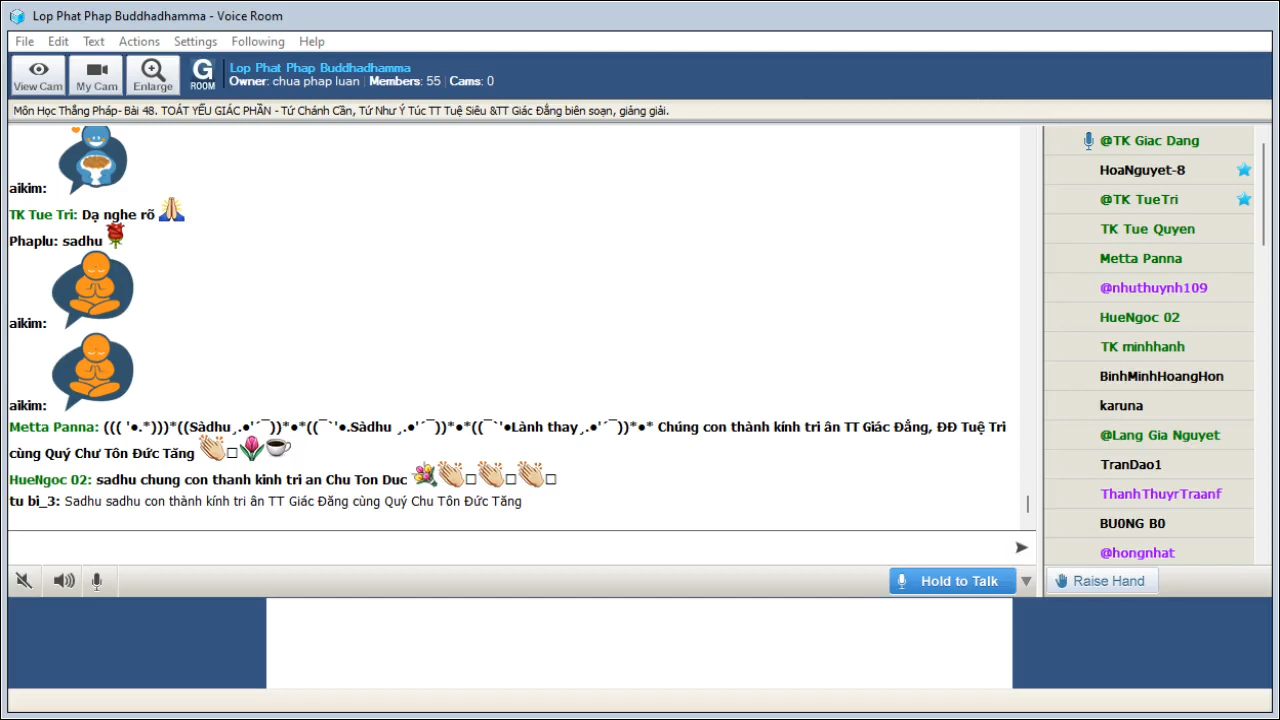 Lop Phat Phap Buddhadhamma - Voice Room
File Edit Text Actions Settings Following Help
View Cam
My Cam
Enlarge
G ROOM
Lop Phat Phap Buddhadhamma
Owner: chua phap luan | Members: 55 | Cams: 0
Môn Học Thắng Pháp- Bài 48. TOÁT YẾU GIÁC PHẦN - Tứ Chánh Cần, Tứ Như Ý Túc TT Tuệ Siêu &TT Giác Đẳng biên soạn, giảng giải.
aikim:
TK Tue Tri: Dạ nghe rõ 🙏
Phaplu: sadhu 🌹
aikim:
aikim:
Metta Panna: ((( '●.*)))*((Sàdhu¸.●'´¯))*●*((¯`'●.Sàdhu ¸.●'´¯))*●*((¯`'●Lành thay¸.●'´¯))*●* Chúng con thành kính tri ân TT Giác Đẳng, ĐĐ Tuệ Tri
cùng Quý Chư Tôn Đức Tăng 👏□🌷☕
HueNgoc 02: sadhu chung con thanh kinh tri an Chu Ton Duc 💐👏□👏□👏□
tu bi_3: Sadhu sadhu con thành kính tri ân TT Giác Đăng cùng Quý Chu Tôn Đức Tăng
@TK Giac Dang
HoaNguyet-8
@TK TueTri
TK Tue Quyen
Metta Panna
@nhuthuynh109
HueNgoc 02
TK minhhanh
BinhMinhHoangHon
karuna
@Lang Gia Nguyet
TranDao1
ThanhThuyrTraanf
BU0NG B0
@hongnhat
Hold to Talk
Raise Hand